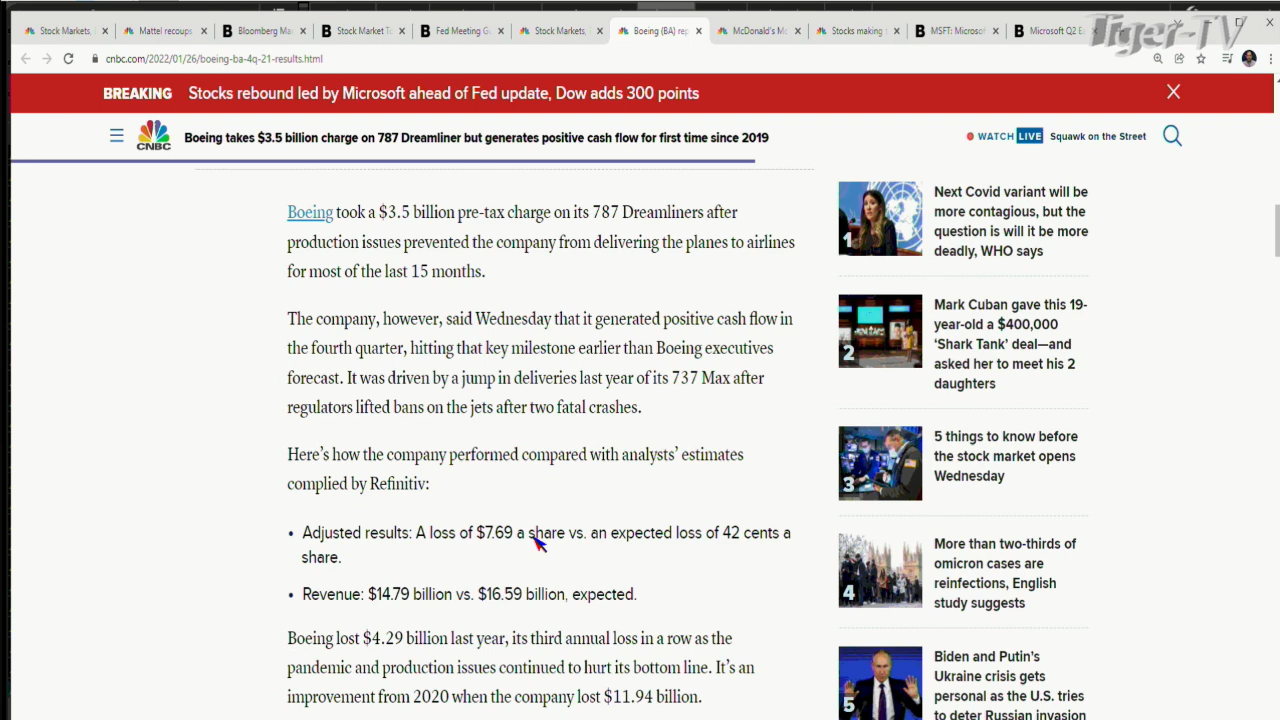 Tiger-TV
Stock Markets,
Mattel recoups
Bloomberg Ma
Stock Market To
Fed Meeting G
Stock Markets,
Boeing (BA) rep
McDonald's M
Stocks making
MSFT: Microsof
Microsoft Q2 Ea
cnbc.com/2022/01/26/boeing-ba-4q-21-results.html
BREAKING Stocks rebound led by Microsoft ahead of Fed update, Dow adds 300 points
CNBC
Boeing takes $3.5 billion charge on 787 Dreamliner but generates positive cash flow for first time since 2019
WATCH LIVE Squawk on the Street
Boeing took a $3.5 billion pre-tax charge on its 787 Dreamliners after
production issues prevented the company from delivering the planes to airlines
for most of the last 15 months.
The company, however, said Wednesday that it generated positive cash flow in
the fourth quarter, hitting that key milestone earlier than Boeing executives
forecast. It was driven by a jump in deliveries last year of its 737 Max after
regulators lifted bans on the jets after two fatal crashes.
Here's how the company performed compared with analysts' estimates
complied by Refinitiv:
• Adjusted results: A loss of $7.69 a share vs. an expected loss of 42 cents a
share.
• Revenue: $14.79 billion vs. $16.59 billion, expected.
Boeing lost $4.29 billion last year, its third annual loss in a row as the
pandemic and production issues continued to hurt its bottom line. It's an
improvement from 2020 when the company lost $11.94 billion.
1
Next Covid variant will be
more contagious, but the
question is will it be more
deadly, WHO says
2
Mark Cuban gave this 19-
year-old a $400,000
'Shark Tank' deal—and
asked her to meet his 2
daughters
3
5 things to know before
the stock market opens
Wednesday
4
More than two-thirds of
omicron cases are
reinfections, English
study suggests
5
Biden and Putin's
Ukraine crisis gets
personal as the U.S. tries
to deter Russian invasion